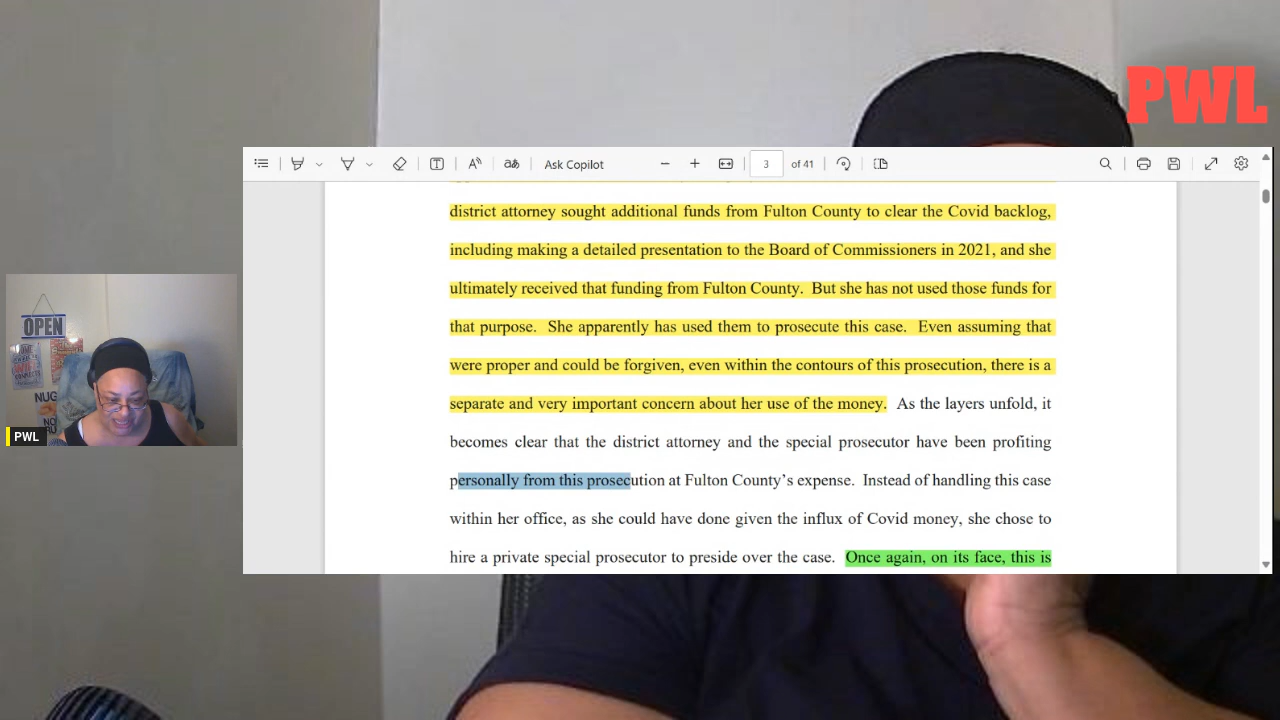 PWL
Ask Copilot
3
of 41
district attorney sought additional funds from Fulton County to clear the Covid backlog,
including making a detailed presentation to the Board of Commissioners in 2021, and she
ultimately received that funding from Fulton County. But she has not used those funds for
that purpose. She apparently has used them to prosecute this case. Even assuming that
were proper and could be forgiven, even within the contours of this prosecution, there is a
separate and very important concern about her use of the money. As the layers unfold, it
becomes clear that the district attorney and the special prosecutor have been profiting
personally from this prosecution at Fulton County’s expense. Instead of handling this case
within her office, as she could have done given the influx of Covid money, she chose to
hire a private special prosecutor to preside over the case. Once again, on its face, this is
OPEN
NUG
NO
PWL